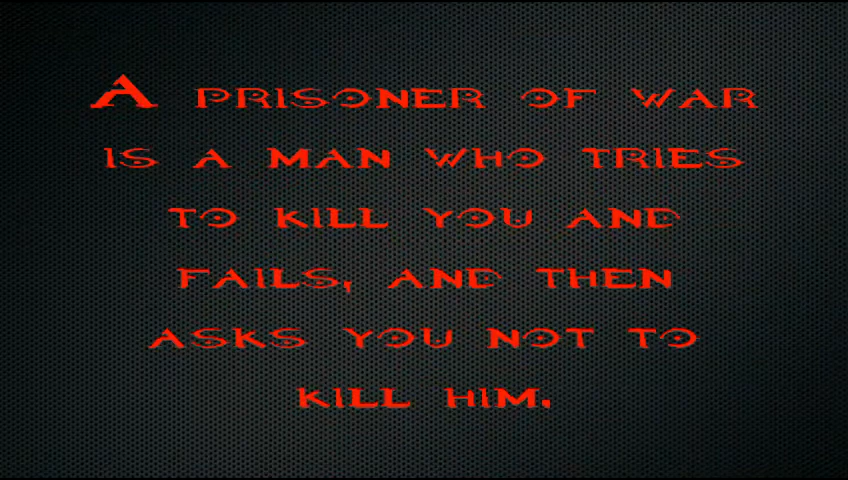 A PRISONER OF WAR
IS A MAN WHO TRIES
TO KILL YOU AND
FAILS, AND THEN
ASKS YOU NOT TO
KILL HIM.